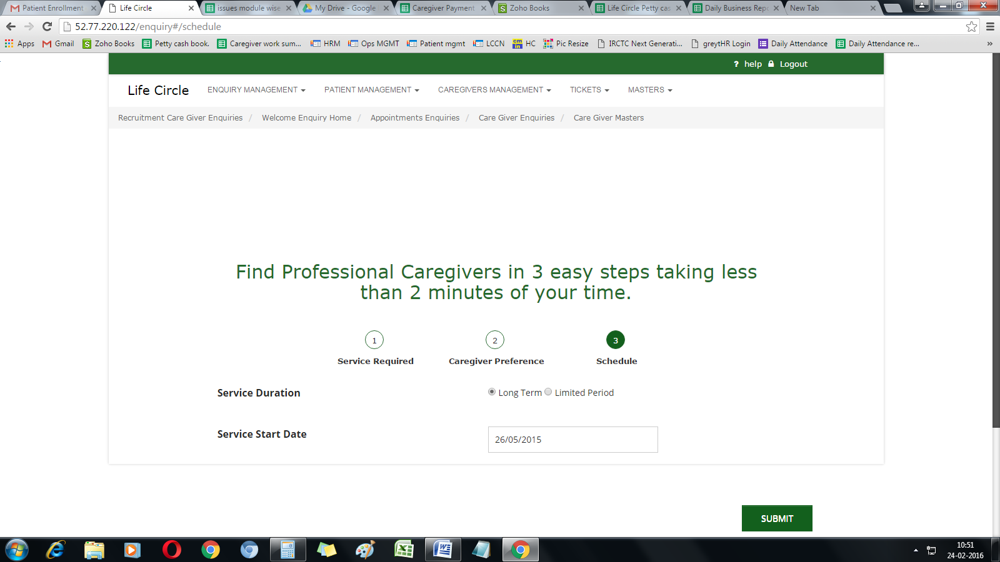 Patient Enrollment
Life Circle
issues module wise
My Drive - Google
Caregiver Payment
Zoho Books
Life Circle Petty cas
Daily Business Repo
New Tab
52.77.220.122/enquiry#/schedule
Apps
Gmail
Zoho Books
Petty cash book.
Caregiver work sum...
HRM
Ops MGMT
Patient mgmt
LCCN
HC
Pic Resize
IRCTC Next Generati...
greytHR Login
Daily Attendance
Daily Attendance re...
»
? help Logout
Life Circle
ENQUIRY MANAGEMENT
PATIENT MANAGEMENT
CAREGIVERS MANAGEMENT
TICKETS
MASTERS
Recruitment Care Giver Enquiries / Welcome Enquiry Home / Appointments Enquiries / Care Giver Enquiries / Care Giver Masters
Find Professional Caregivers in 3 easy steps taking less
than 2 minutes of your time.
1
2
3
Service Required
Caregiver Preference
Schedule
Service Duration
Long Term
Limited Period
Service Start Date
26/05/2015
SUBMIT
10:51
24-02-2016